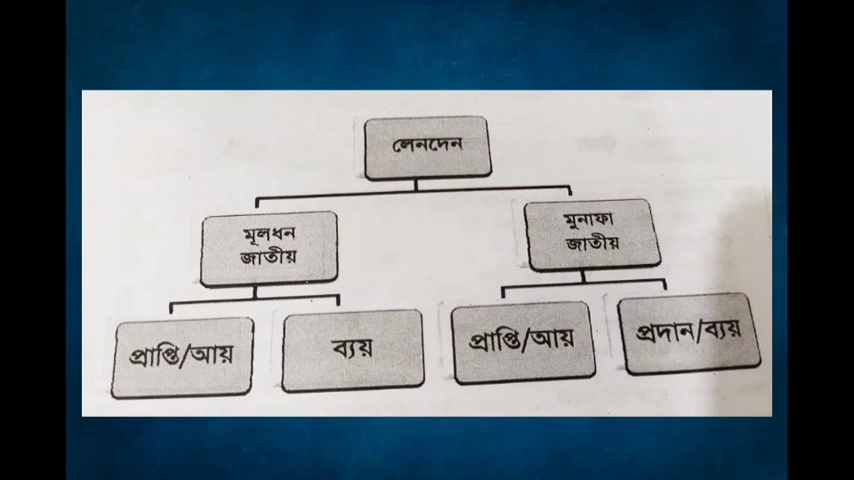 লেনদেন
মূলধন
জাতীয়
মুনাফা
জাতীয়
প্রাপ্তি/আয়
ব্যয়
প্রাপ্তি/আয়
প্রদান/ব্যয়